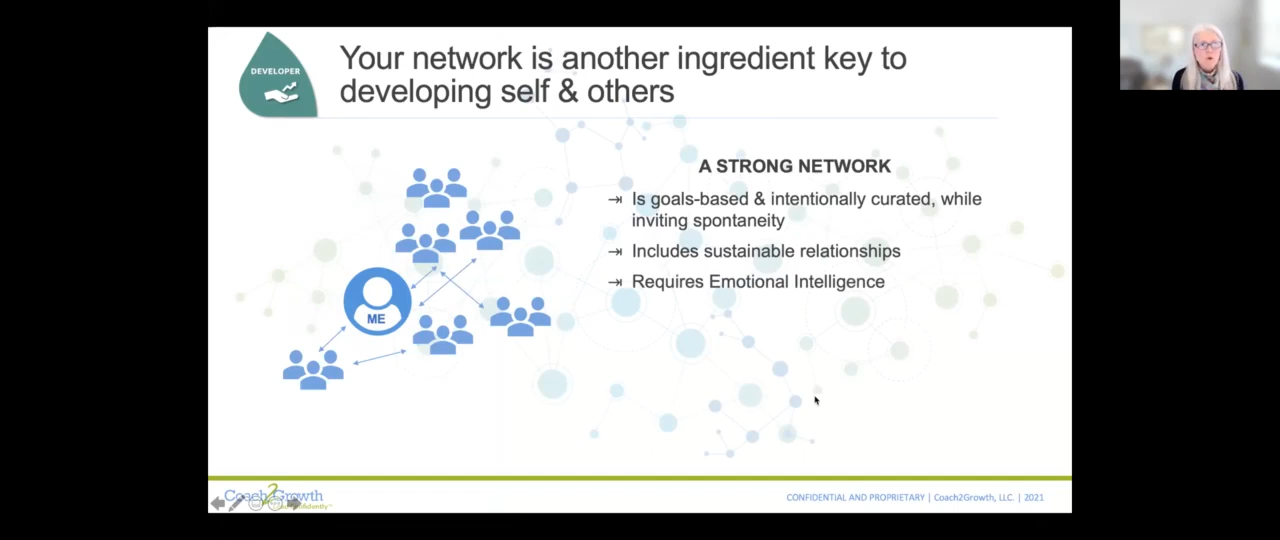 DEVELOPER
Your network is another ingredient key to
developing self & others
A STRONG NETWORK
⇥ Is goals-based & intentionally curated, while
inviting spontaneity
⇥ Includes sustainable relationships
⇥ Requires Emotional Intelligence
ME
Coach2Growth
CONFIDENTIAL AND PROPRIETARY | Coach2Growth, LLC. | 2021